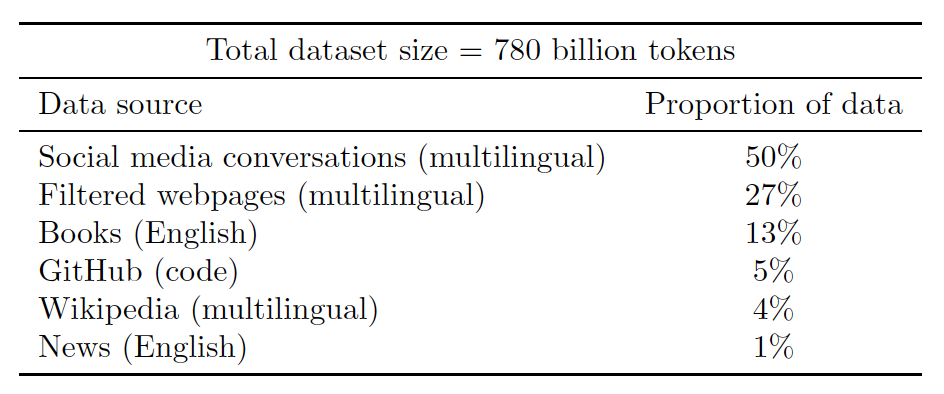 Total dataset size = 780 billion tokens
Data source Proportion of data
Social media conversations (multilingual) 50%
Filtered webpages (multilingual) 27%
Books (English) 13%
GitHub (code) 5%
Wikipedia (multilingual) 4%
News (English) 1%